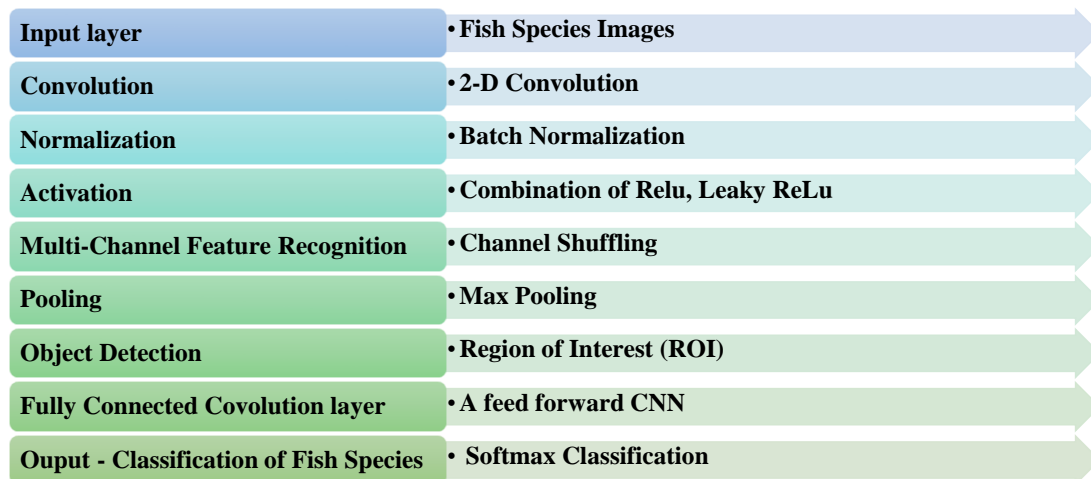 Input layer
• Fish Species Images
Convolution
• 2-D Convolution
Normalization
• Batch Normalization
Activation
• Combination of Relu, Leaky ReLu
Multi-Channel Feature Recognition
• Channel Shuffling
Pooling
• Max Pooling
Object Detection
• Region of Interest (ROI)
Fully Connected Covolution layer
• A feed forward CNN
Ouput - Classification of Fish Species
• Softmax Classification